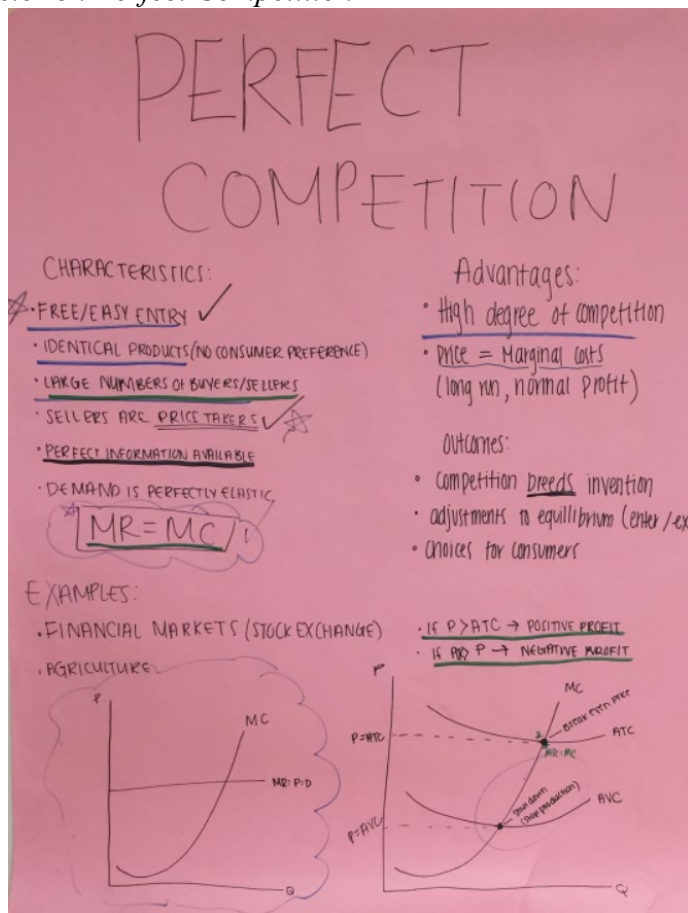 PERFECT
COMPETITION
CHARACTERISTICS:
· FREE/EASY ENTRY
· IDENTICAL PRODUCTS (NO CONSUMER PREFERENCE)
· LARGE NUMBERS OF BUYERS/SELLERS
· SELLERS ARE PRICE TAKERS
· PERFECT INFORMATION AVAILABLE
· DEMAND IS PERFECTLY ELASTIC
MR = MC !
Advantages:
· High degree of competition
· Price = Marginal costs
(long run, normal profit)
Outcomes:
· Competition breeds invention
· adjustments to equillibrium (enter/ex
· Choices for consumers
EXAMPLES:
· FINANCIAL MARKETS (STOCK EXCHANGE)
· AGRICULTURE
· IF P > ATC → POSITIVE PROFIT
· IF P → NEGATIVE PROFIT
P
MC
MR=P=D
Q
P
MC
Break even price
ATC
P=ATC
MR=MC
AVC
Shut down
(stop production)
P=AVC
Q